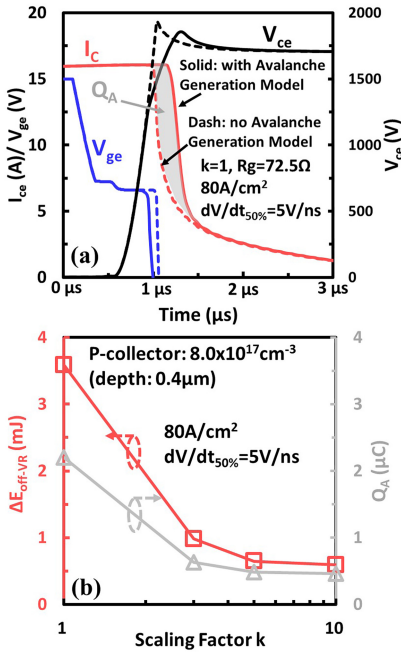 20
15
10
5
0
I_ce (A)/ V_ge (V)
I_C
V_ce
Solid: with Avalanche
Generation Model
Q_A
Dash: no Avalanche
Generation Model
V_ge
k=1, Rg=72.5Ω
80A/cm²
dV/dt_50%=5V/ns
(a)
2000
1500
1000
500
0
V_ce (V)
0 μs
1 μs
2 μs
3 μs
Time (μs)
4
3
2
1
0
ΔE_off-VR (mJ)
P-collector: 8.0x10¹⁷cm⁻³
(depth: 0.4μm)
80A/cm²
dV/dt_50%=5V/ns
(b)
4
3
2
1
0
Q_A (μC)
1
10
Scaling Factor k